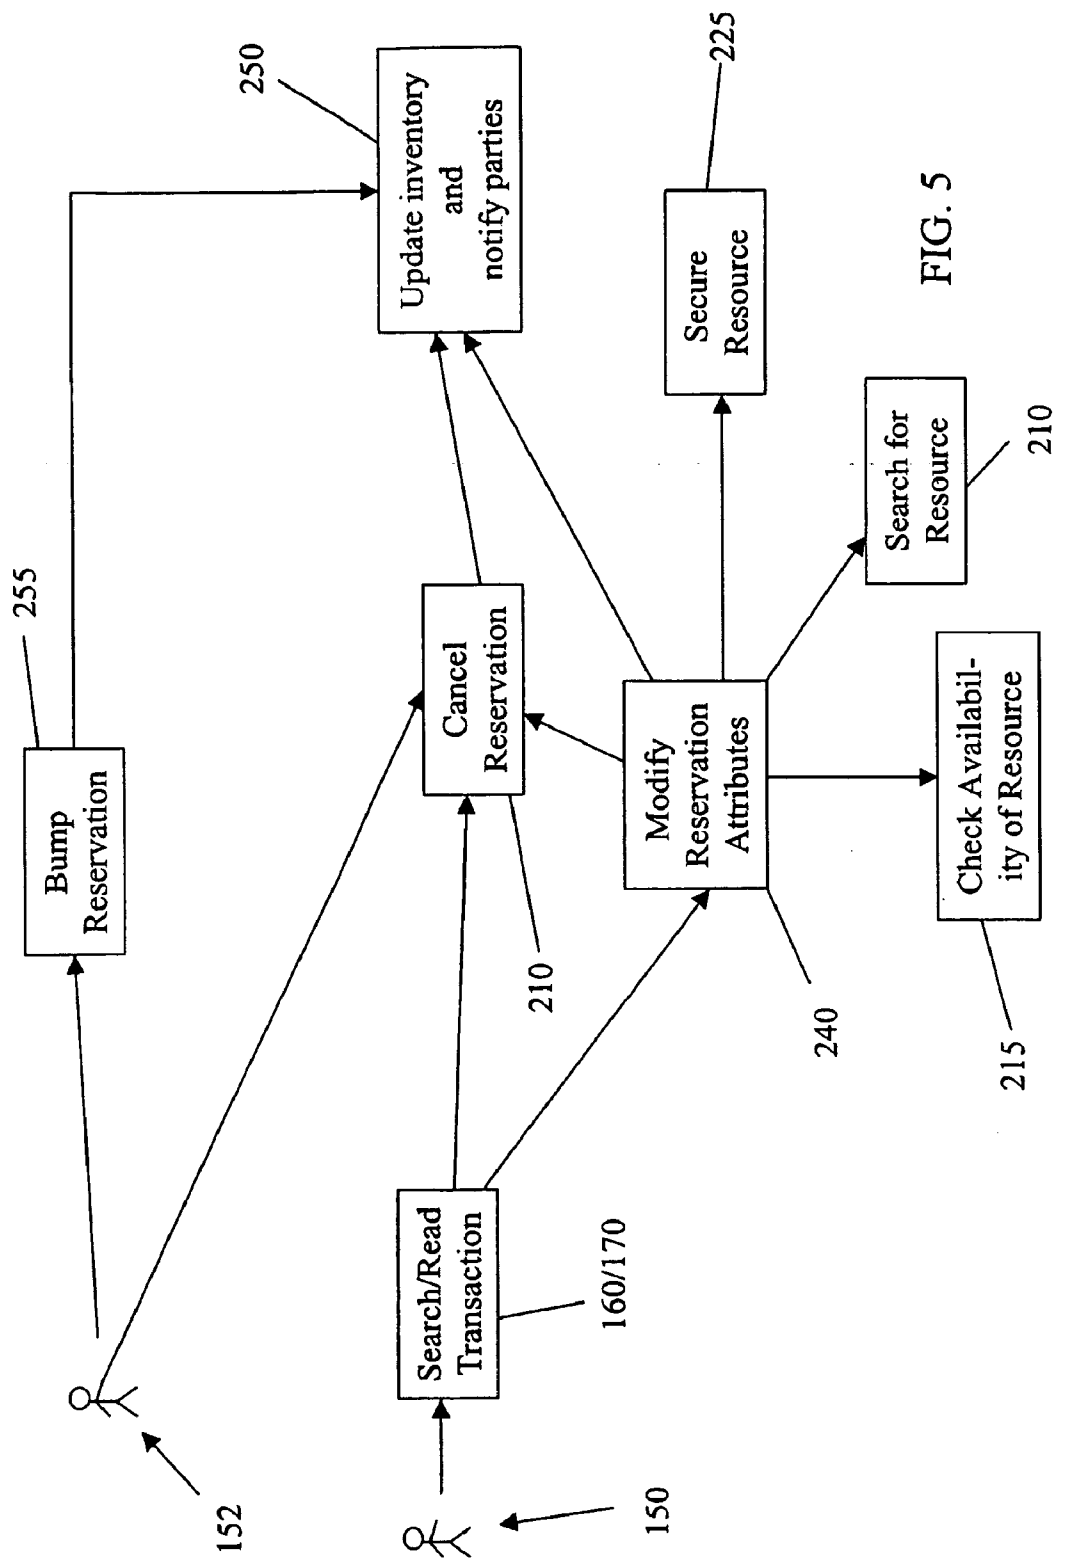 255
Bump
Reservation
152
250
Update inventory
and
notify parties
Cancel
Reservation
210
Search/Read
Transaction
160/170
150
Modify
Reservation
Attributes
240
Secure
Resource
225
Search for
Resource
210
Check Availabil-
ity of Resource
215
FIG. 5